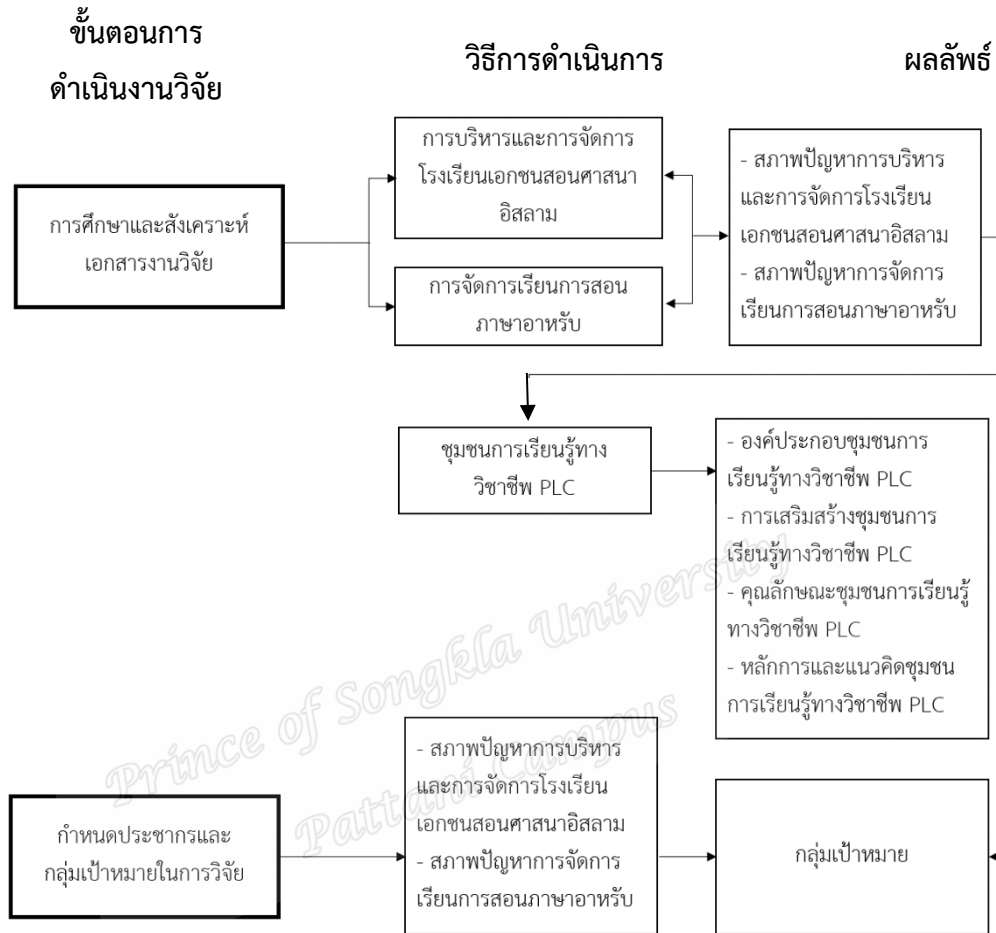 ขั้นตอนการ
ดำเนินงานวิจัย
วิธีการดำเนินการ
ผลลัพธ์
การศึกษาและสังเคราะห์
เอกสารงานวิจัย
การบริหารและการจัดการ
โรงเรียนเอกชนสอนศาสนา
อิสลาม
การจัดการเรียนการสอน
ภาษาอาหรับ
- สภาพปัญหาการบริหาร
และการจัดการโรงเรียน
เอกชนสอนศาสนาอิสลาม
- สภาพปัญหาการจัดการ
เรียนการสอนภาษาอาหรับ
ชุมชนการเรียนรู้ทาง
วิชาชีพ PLC
- องค์ประกอบชุมชนการ
เรียนรู้ทางวิชาชีพ PLC
- การเสริมสร้างชุมชนการ
เรียนรู้ทางวิชาชีพ PLC
- คุณลักษณะชุมชนการเรียนรู้
ทางวิชาชีพ PLC
- หลักการและแนวคิดชุมชน
การเรียนรู้ทางวิชาชีพ PLC
กำหนดประชากรและ
กลุ่มเป้าหมายในการวิจัย
- สภาพปัญหาการบริหาร
และการจัดการโรงเรียน
เอกชนสอนศาสนาอิสลาม
- สภาพปัญหาการจัดการ
เรียนการสอนภาษาอาหรับ
กลุ่มเป้าหมาย
Prince of Songkla University
Pattani Campus